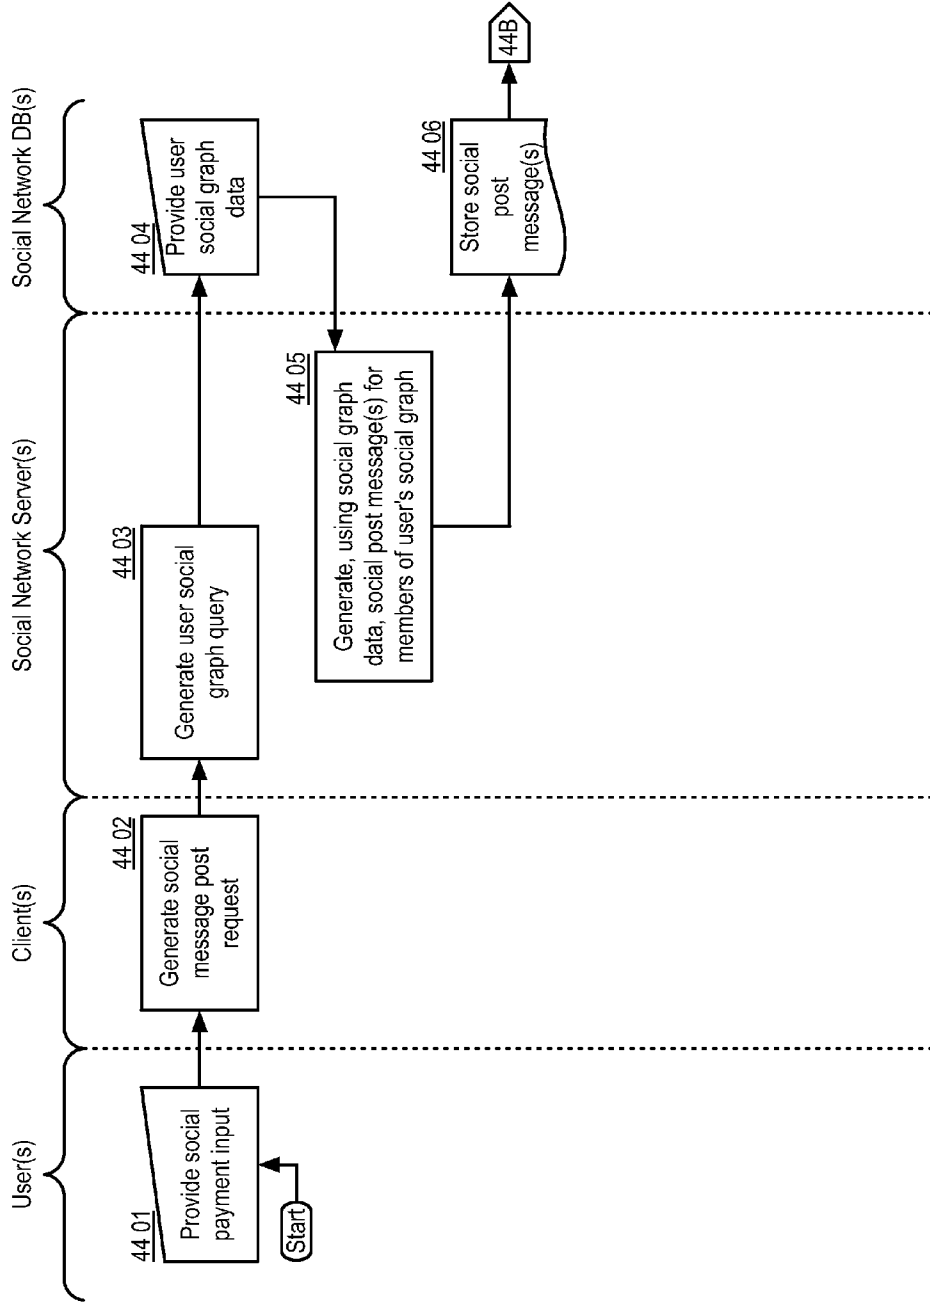 User(s)
Client(s)
Social Network Server(s)
Social Network DB(s)
44 01
Provide social
payment input
Start
44 02
Generate social
message post
request
44 03
Generate user social
graph query
44 04
Provide user
social graph
data
44 05
Generate, using social graph
data, social post message(s) for
members of user's social graph
44 06
Store social
post
message(s)
44B